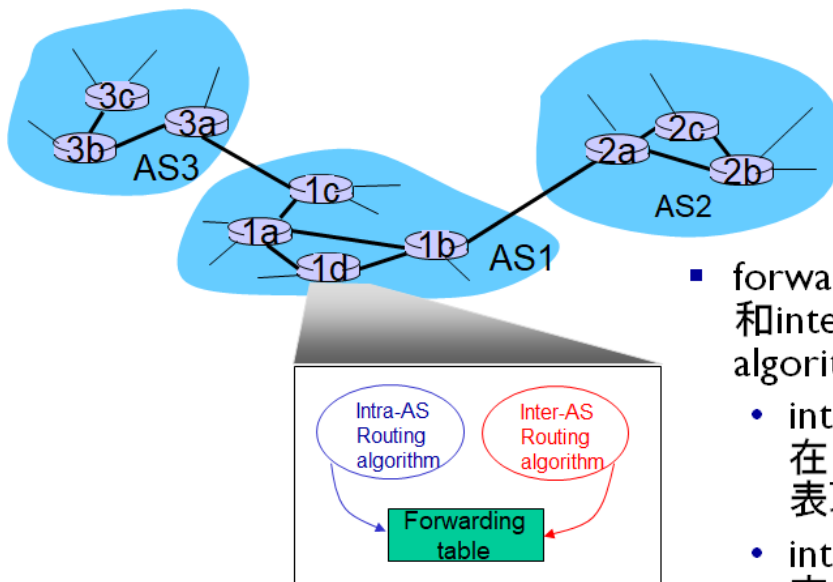 3c
3a
3b
AS3
2c
2a
2b
AS2
1c
1a
1b
1d
AS1
Intra-AS
Routing
algorithm
Inter-AS
Routing
algorithm
Forwarding
table
forwa
和inte
algorit
int
在
表
int